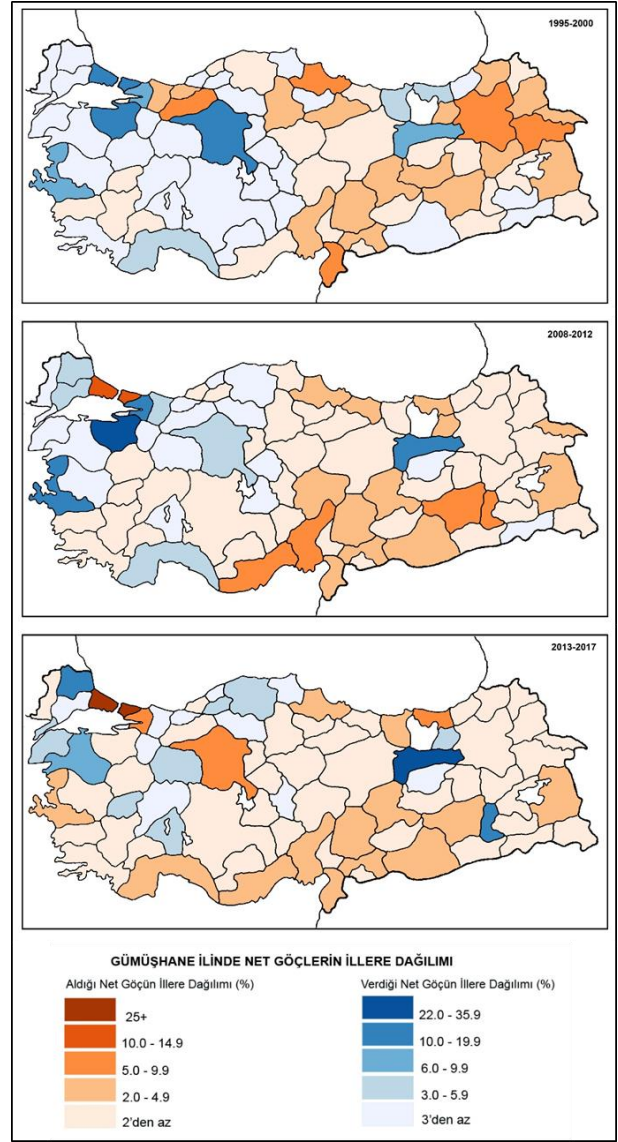 1995-2000
2008-2012
2013-2017
GÜMÜŞHANE İLİNDE NET GÖÇLERİN İLLERE DAĞILIMI
Aldığı Net Göçün İllere Dağılımı (%)
25+
10.0 - 14.9
5.0 - 9.9
2.0 - 4.9
2'den az
Verdiği Net Göçün İllere Dağılımı (%)
22.0 - 35.9
10.0 - 19.9
6.0 - 9.9
3.0 - 5.9
3'den az